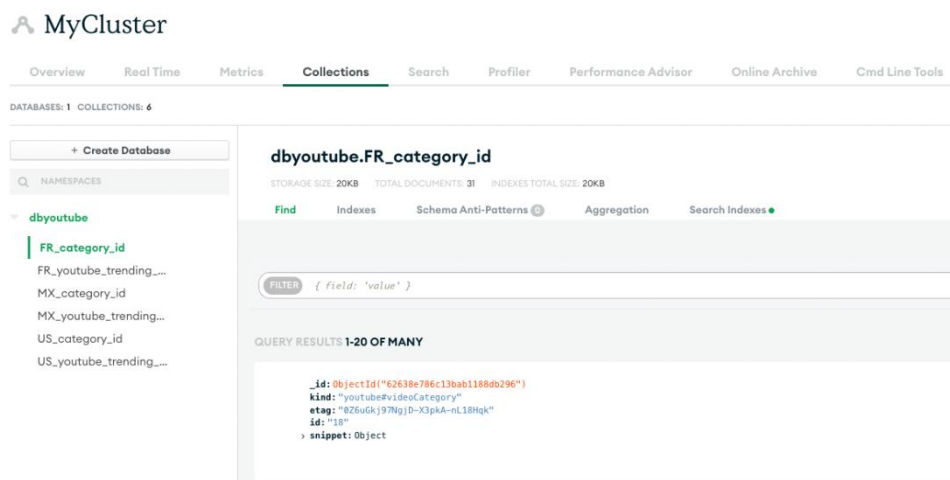 MyCluster
Overview Real Time Metrics Collections Search Profiler Performance Advisor Online Archive Cmd Line Tools
DATABASES: 1 COLLECTIONS: 6
+ Create Database
NAMESPACES
dbyoutube
FR_category_id
FR_youtube_trending_...
MX_category_id
MX_youtube_trending...
US_category_id
US_youtube_trending_...
dbyoutube.FR_category_id
STORAGE SIZE: 20KB TOTAL DOCUMENTS: 31 INDEXES TOTAL SIZE: 20KB
Find Indexes Schema Anti-Patterns 0 Aggregation Search Indexes
FILTER { field: 'value' }
QUERY RESULTS 1-20 OF MANY
_id: ObjectId("62638e786c13bab1188db296")
kind: "youtube#videoCategory"
etag: "0Z6uGkj97NgjD-X3pkA-nL18Hqk"
id: "18"
> snippet: Object